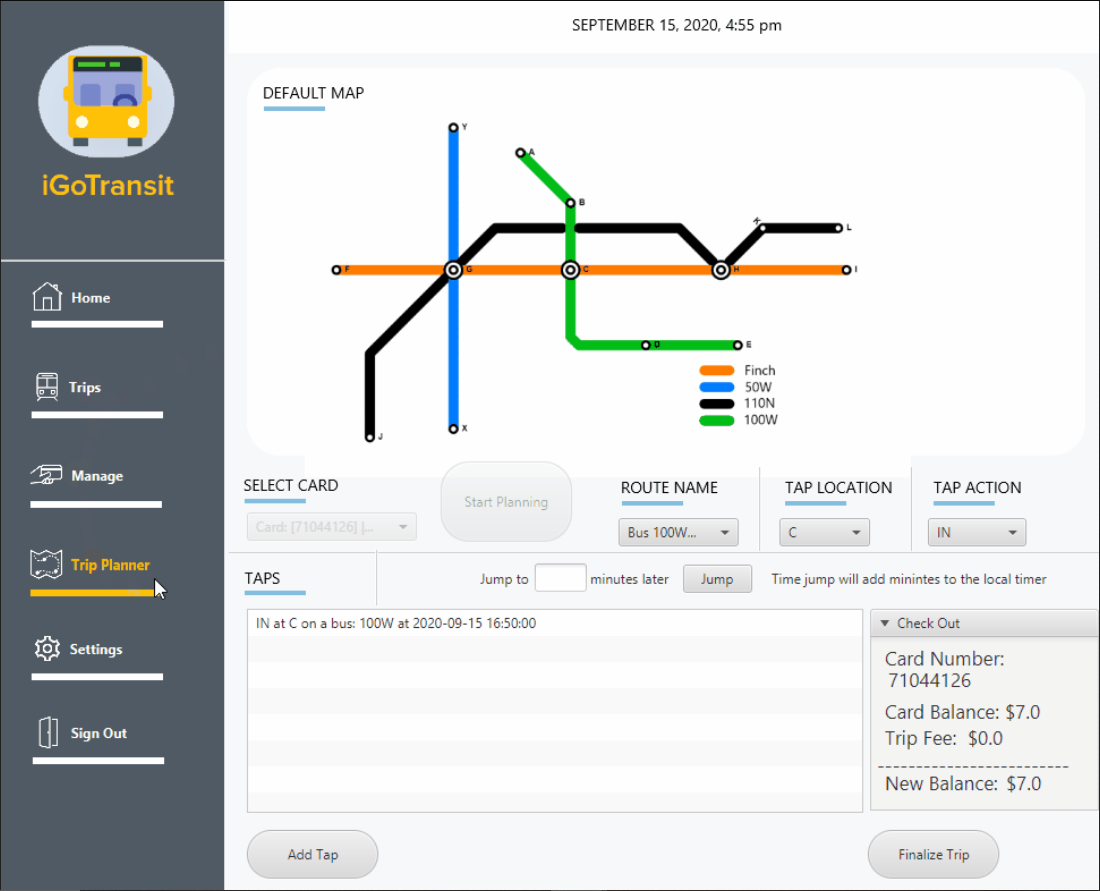 SEPTEMBER 15, 2020, 4:55 pm
iGoTransit
Home
Trips
Manage
Trip Planner
Settings
Sign Out
DEFAULT MAP
Y
A
B
K
L
F
G
C
H
I
D
E
J
X
Finch
50W
110N
100W
SELECT CARD
Card: [71044126] |...
Start Planning
ROUTE NAME
Bus 100W...
TAP LOCATION
C
TAP ACTION
IN
TAPS
Jump to minutes later
Jump
Time jump will add minintes to the local timer
IN at C on a bus: 100W at 2020-09-15 16:50:00
Check Out
Card Number:
71044126
Card Balance: $7.0
Trip Fee: $0.0
-------------------------
New Balance: $7.0
Add Tap
Finalize Trip